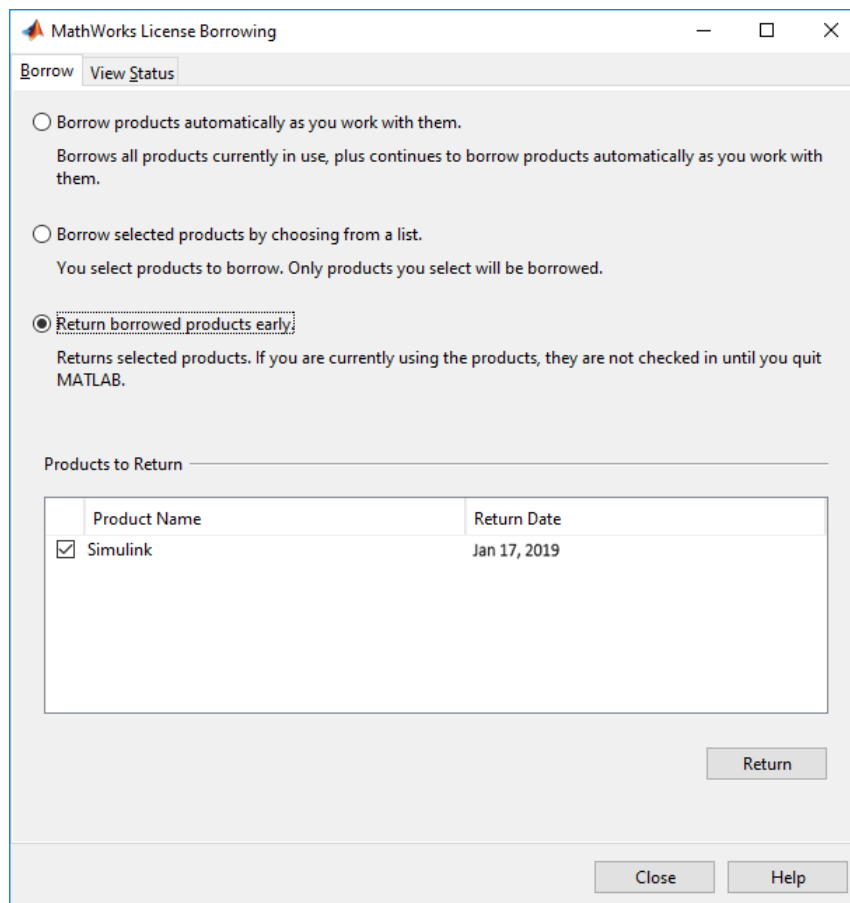 MathWorks License Borrowing
Borrow View Status
Borrow products automatically as you work with them.
Borrows all products currently in use, plus continues to borrow products automatically as you work with
them.
Borrow selected products by choosing from a list.
You select products to borrow. Only products you select will be borrowed.
Return borrowed products early.
Returns selected products. If you are currently using the products, they are not checked in until you quit
MATLAB.
Products to Return
Product Name Return Date
Simulink Jan 17, 2019
Return
Close Help